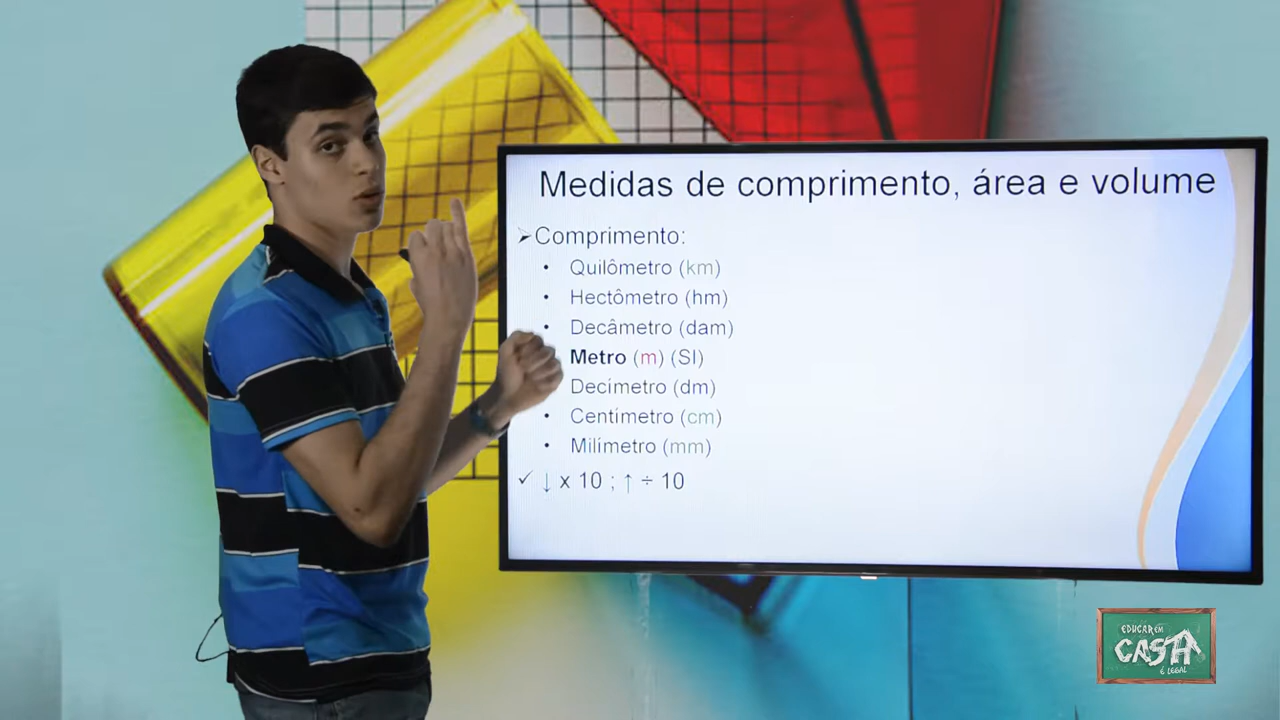 Medidas de comprimento, área e volume
➢Comprimento:
• Quilômetro (km)
• Hectômetro (hm)
• Decâmetro (dam)
Metro (m) (SI)
Decímetro (dm)
• Centímetro (cm)
• Milímetro (mm)
✓ ↓ x 10 ; ↑ ÷ 10
EDUCAR EM
CASA
É LEGAL